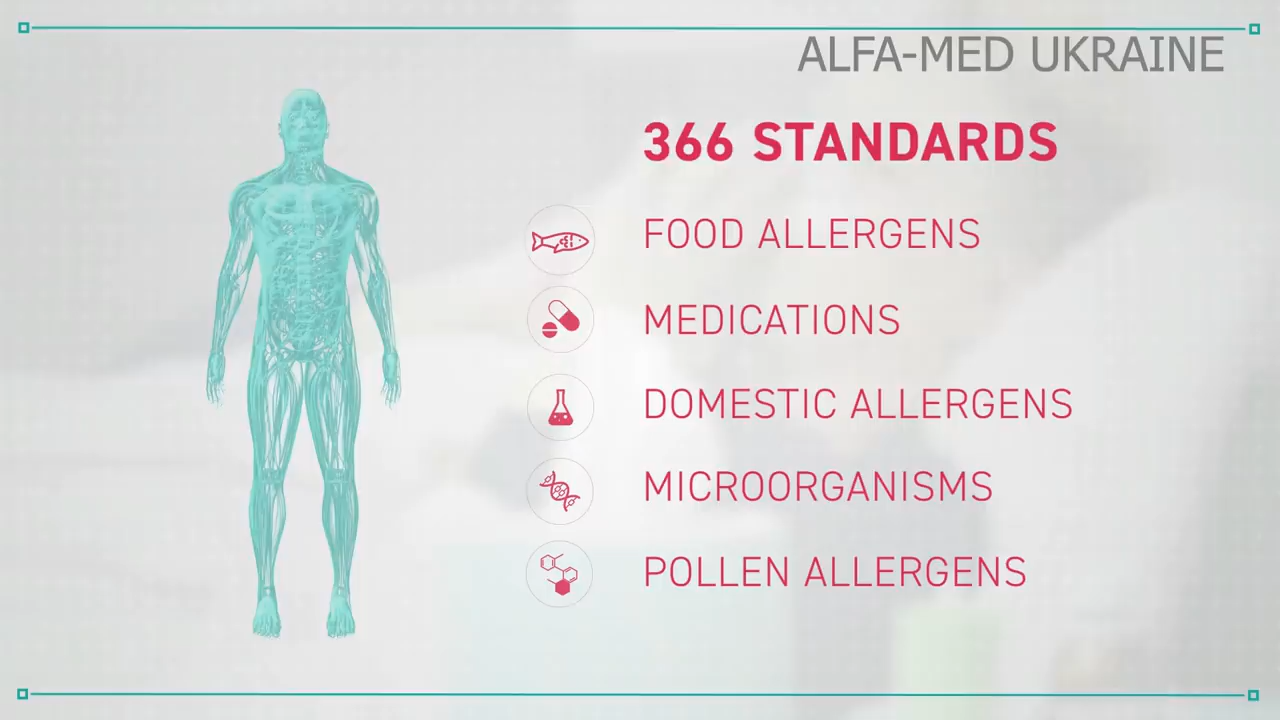 ALFA-MED UKRAINE
366 STANDARDS
FOOD ALLERGENS
MEDICATIONS
DOMESTIC ALLERGENS
MICROORGANISMS
POLLEN ALLERGENS